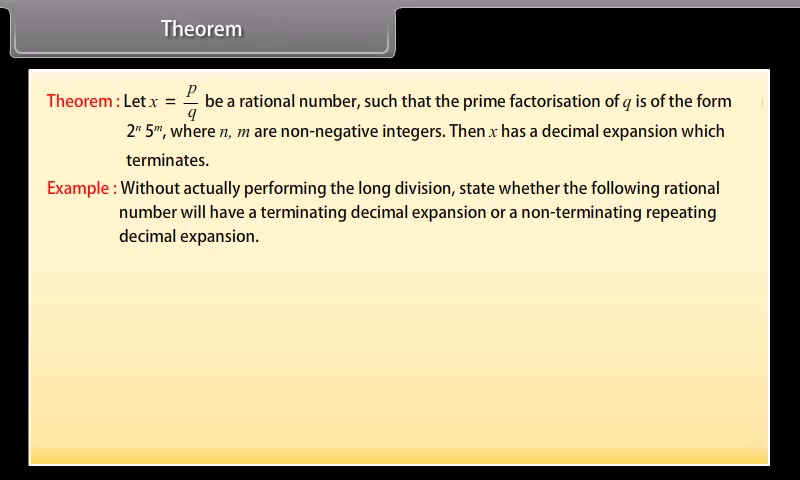 Theorem
Theorem : Let x = p/q be a rational number, such that the prime factorisation of q is of the form
2ⁿ 5ᵐ, where n, m are non-negative integers. Then x has a decimal expansion which
terminates.
Example : Without actually performing the long division, state whether the following rational
number will have a terminating decimal expansion or a non-terminating repeating
decimal expansion.